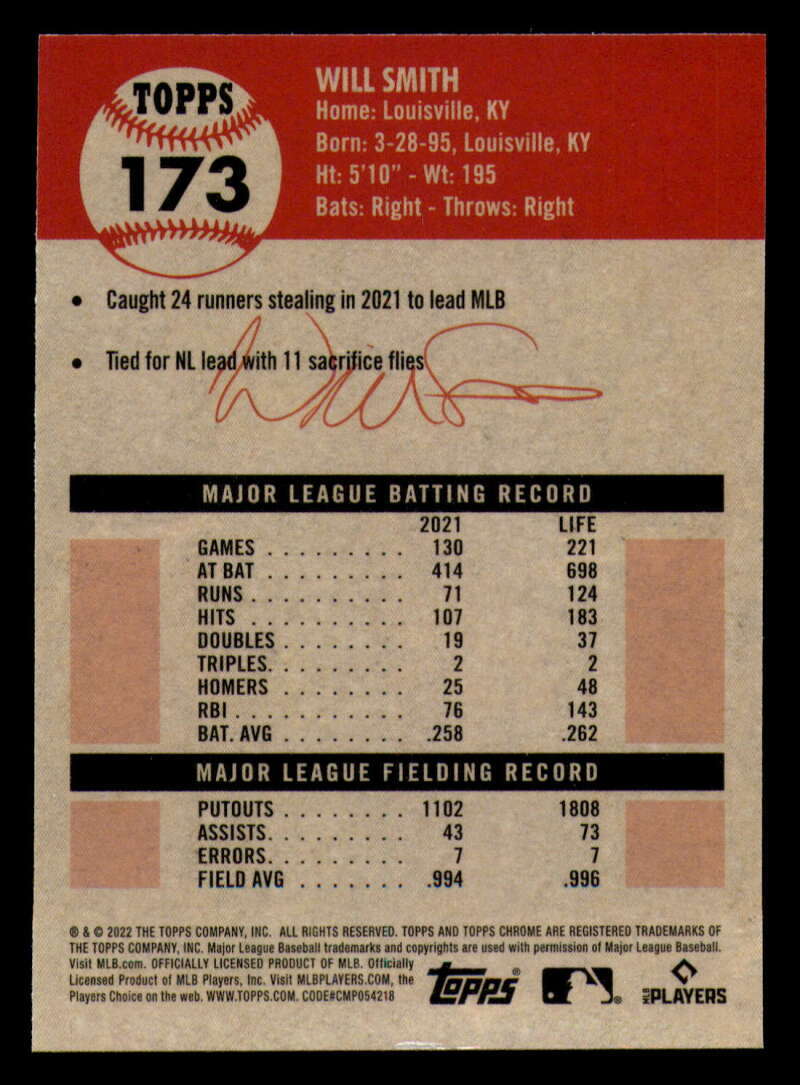 TOPPS
173
WILL SMITH
Home: Louisville, KY
Born: 3-28-95, Louisville, KY
Ht: 5'10" - Wt: 195
Bats: Right - Throws: Right
• Caught 24 runners stealing in 2021 to lead MLB
• Tied for NL lead with 11 sacrifice flies
MAJOR LEAGUE BATTING RECORD
2021 LIFE
GAMES . . . . . . . . . 130 221
AT BAT . . . . . . . . . 414 698
RUNS . . . . . . . . . . 71 124
HITS . . . . . . . . . . 107 183
DOUBLES . . . . . . . . 19 37
TRIPLES. . . . . . . . . 2 2
HOMERS . . . . . . . . 25 48
RBI . . . . . . . . . . . 76 143
BAT. AVG . . . . . . . . .258 .262
MAJOR LEAGUE FIELDING RECORD
PUTOUTS . . . . . . . . 1102 1808
ASSISTS. . . . . . . . . 43 73
ERRORS. . . . . . . . . 7 7
FIELD AVG . . . . . . . .994 .996
® & © 2022 THE TOPPS COMPANY, INC. ALL RIGHTS RESERVED. TOPPS AND TOPPS CHROME ARE REGISTERED TRADEMARKS OF
THE TOPPS COMPANY, INC. Major League Baseball trademarks and copyrights are used with permission of Major League Baseball.
Visit MLB.com. OFFICIALLY LICENSED PRODUCT OF MLB. Officially
Licensed Product of MLB Players, Inc. Visit MLBPLAYERS.COM, the
Players Choice on the web. WWW.TOPPS.COM. CODE#CMP054218
Topps®
MLB PLAYERS